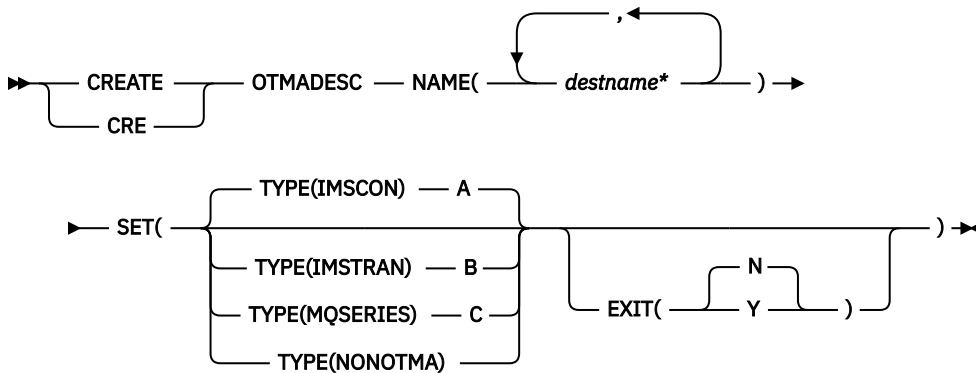 ,
CREATE OTMADESC NAME( destname* )
CRE
TYPE(IMSCON) A
SET( )
TYPE(IMSTRAN) B N
TYPE(MQSERIES) C EXIT( Y )
TYPE(NONOTMA)